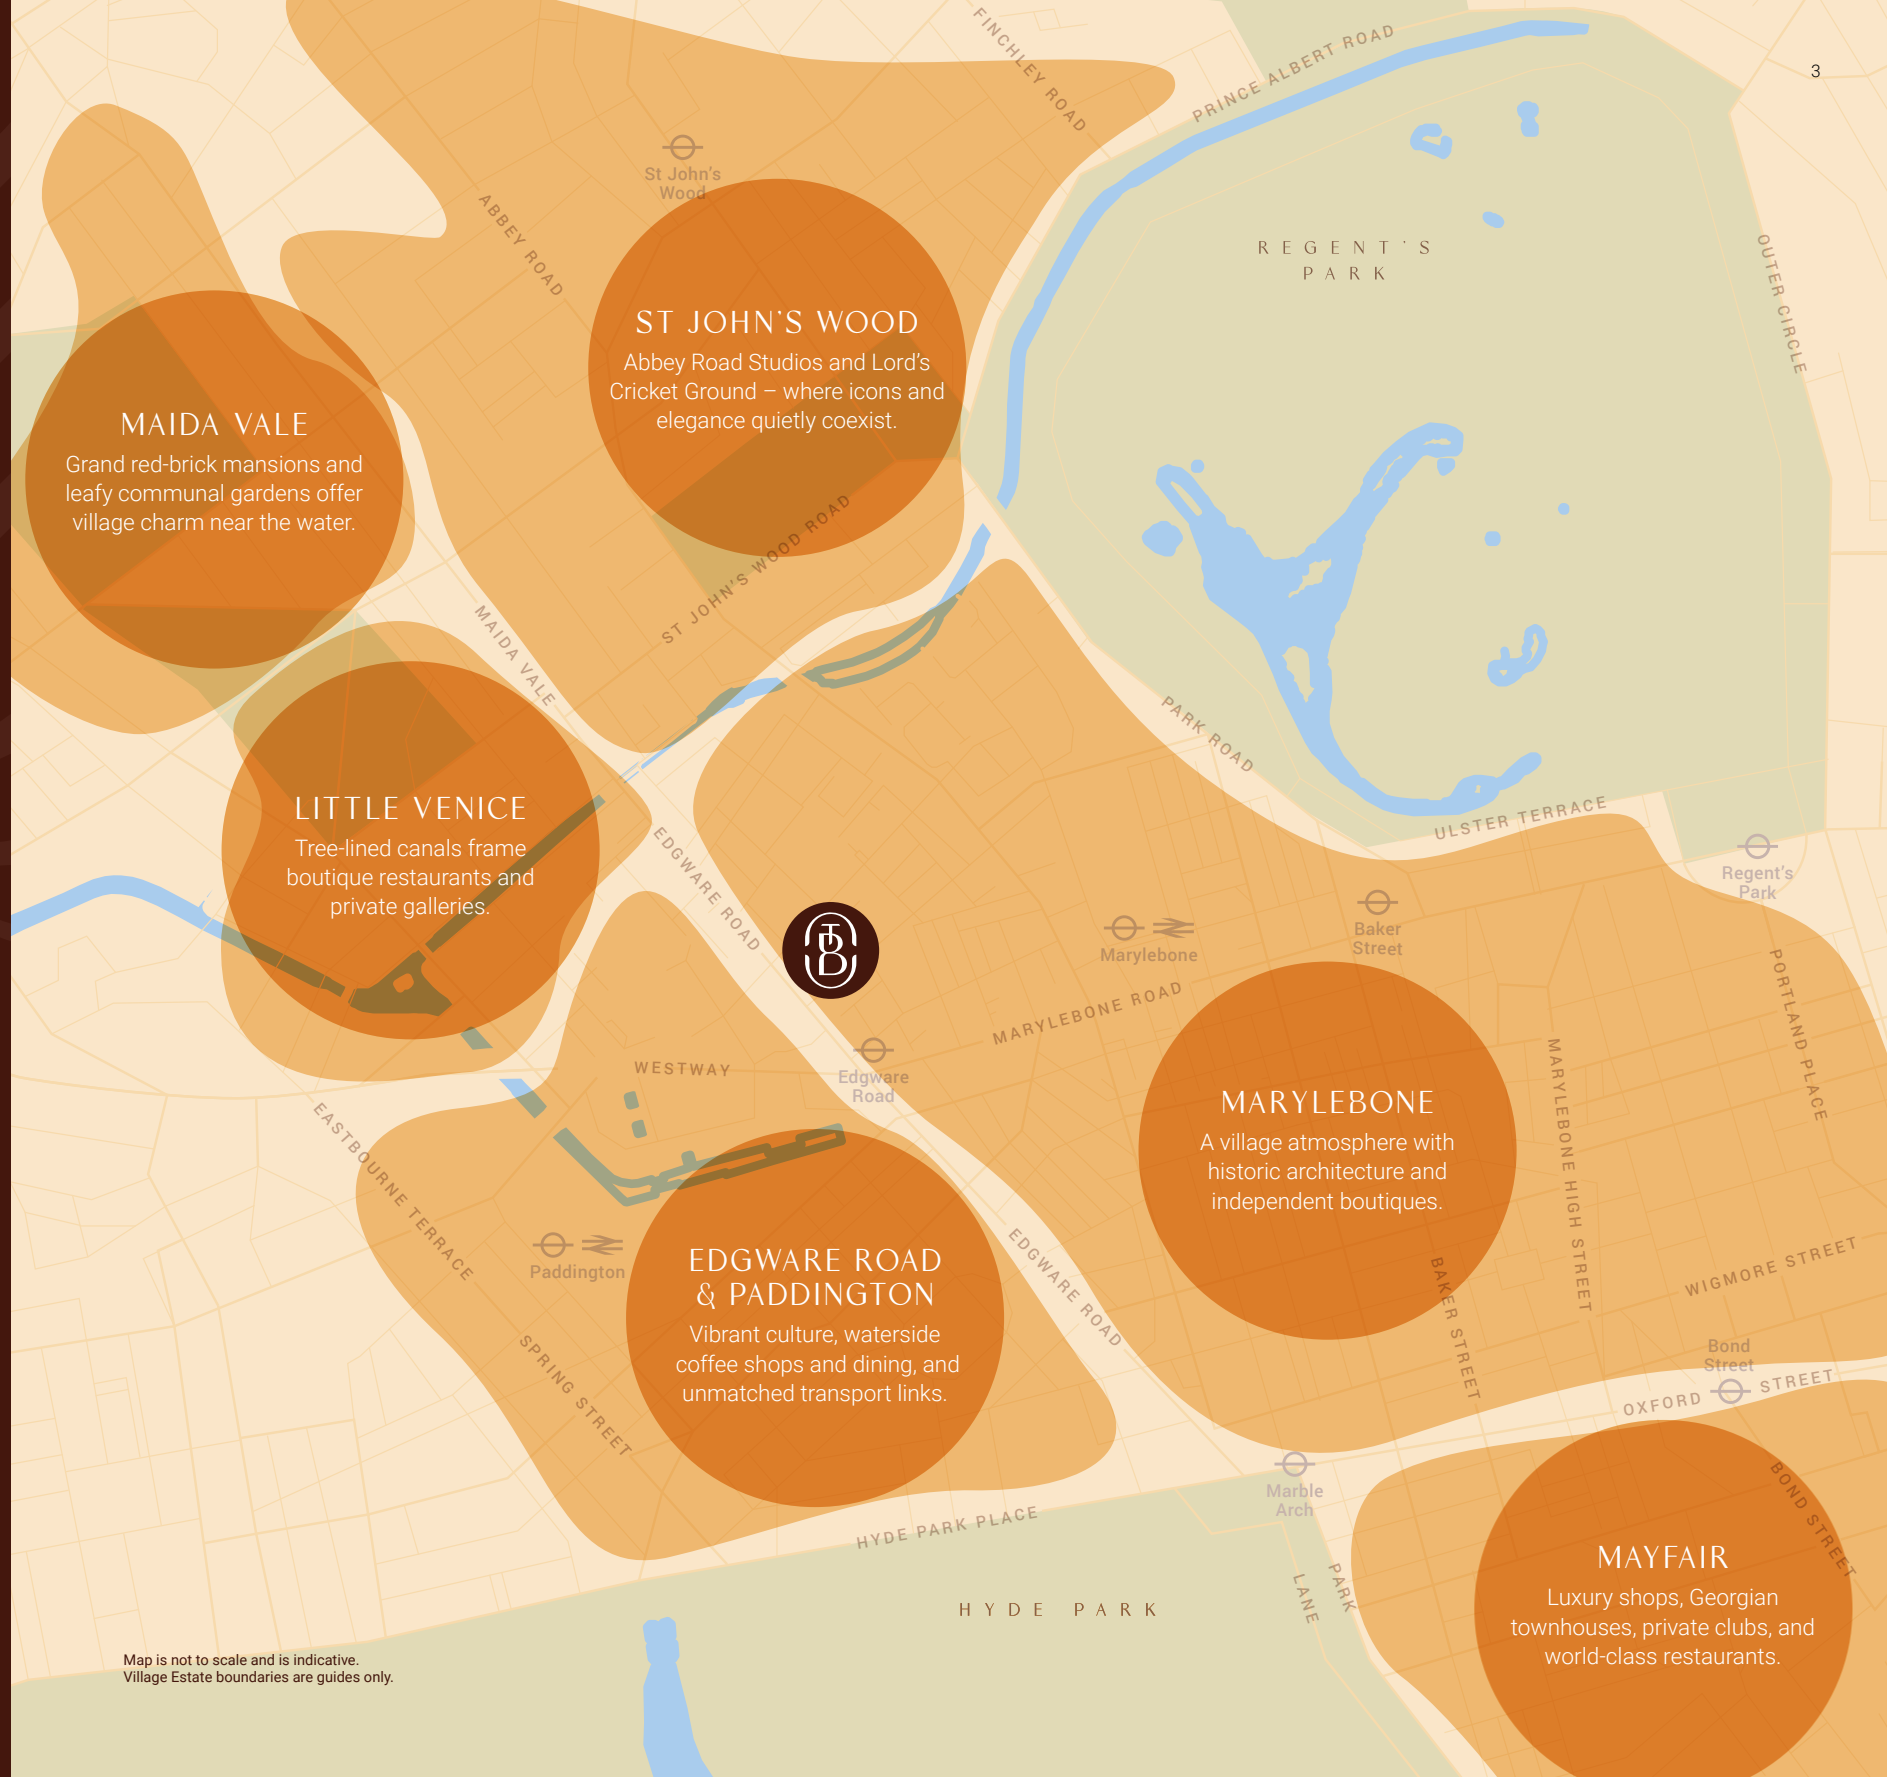 3
FINCHLEY ROAD
PRINCE ALBERT ROAD
St John's
Wood
ABBEY ROAD
REGENT'S
PARK
OUTER CIRCLE
ST JOHN'S WOOD
Abbey Road Studios and Lord's
Cricket Ground – where icons and
elegance quietly coexist.
MAIDA VALE
Grand red-brick mansions and
leafy communal gardens offer
village charm near the water.
ST JOHN'S WOOD ROAD
MAIDA VALE
PARK ROAD
LITTLE VENICE
Tree-lined canals frame
boutique restaurants and
private galleries.
EDGWARE ROAD
ULSTER TERRACE
Regent's
Park
Baker
Street
Marylebone
TB
MARYLEBONE ROAD
PORTLAND PLACE
WESTWAY
Edgware
Road
MARYLEBONE HIGH STREET
MARYLEBONE
A village atmosphere with
historic architecture and
independent boutiques.
EASTBOURNE TERRACE
Paddington
EDGWARE ROAD
& PADDINGTON
Vibrant culture, waterside
coffee shops and dining, and
unmatched transport links.
EDGWARE ROAD
BAKER STREET
WIGMORE STREET
Bond
Street
OXFORD STREET
SPRING STREET
Marble
Arch
HYDE PARK PLACE
BOND STREET
PARK
LANE
HYDE PARK
MAYFAIR
Luxury shops, Georgian
townhouses, private clubs, and
world-class restaurants.
Map is not to scale and is indicative.
Village Estate boundaries are guides only.